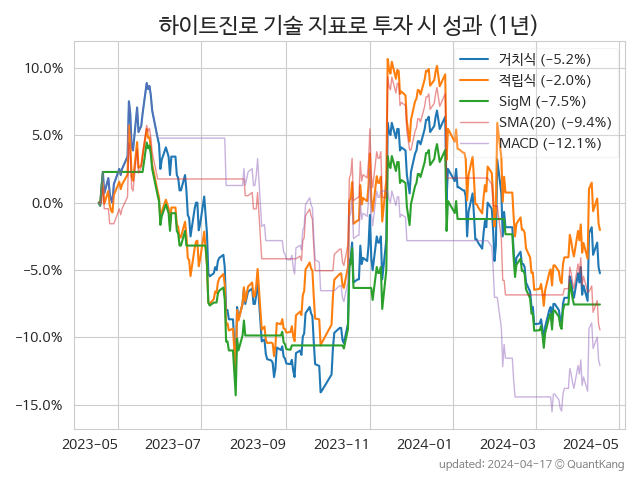 하이트진로 기술 지표로 투자 시 성과 (1년)
10.0%
5.0%
0.0%
−5.0%
−10.0%
−15.0%
거치식 (−5.2%)
적립식 (−2.0%)
SigM (−7.5%)
SMA(20) (−9.4%)
MACD (−12.1%)
2023-05 2023-07 2023-09 2023-11 2024-01 2024-03 2024-05
updated: 2024-04-17 © QuantKang